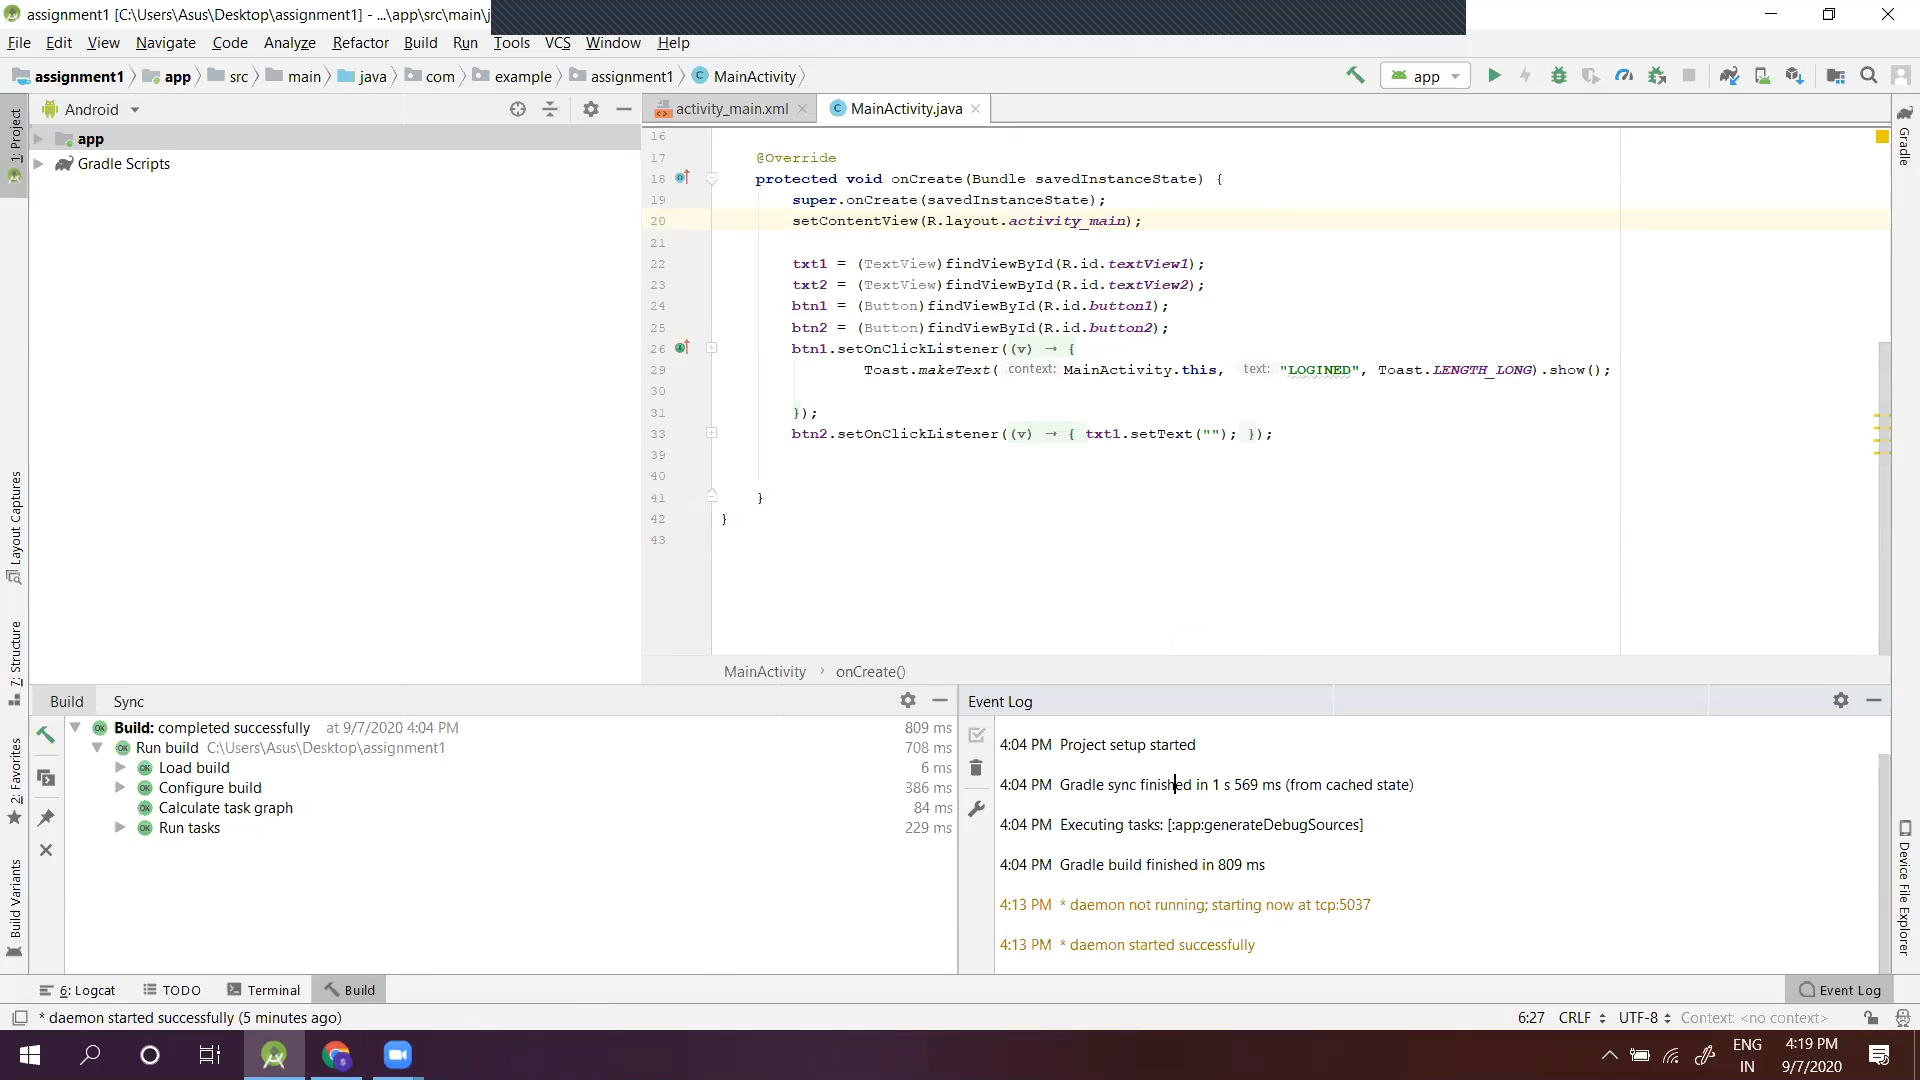 assignment1 [C:\Users\Asus\Desktop\assignment1] - ...\app\src\main\j
File Edit View Navigate Code Analyze Refactor Build Run Tools VCS Window Help
assignment1 app src main java com example assignment1 MainActivity
app
1: Project
Android
activity_main.xml
MainActivity.java
Gradle
app
Gradle Scripts
16
17 @Override
18 protected void onCreate(Bundle savedInstanceState) {
19 super.onCreate(savedInstanceState);
20 setContentView(R.layout.activity_main);
21
22 txt1 = (TextView)findViewById(R.id.textView1);
23 txt2 = (TextView)findViewById(R.id.textView2);
24 btn1 = (Button)findViewById(R.id.button1);
25 btn2 = (Button)findViewById(R.id.button2);
26 btn1.setOnClickListener((v) → {
29 Toast.makeText( context: MainActivity.this, text: "LOGINED", Toast.LENGTH_LONG).show();
30
31 });
33 btn2.setOnClickListener((v) → { txt1.setText(""); });
39
40
41 }
42 }
43
Layout Captures
7: Structure
2: Favorites
Build Variants
MainActivity › onCreate()
Build Sync
Build: completed successfully at 9/7/2020 4:04 PM 809 ms
Run build C:\Users\Asus\Desktop\assignment1 708 ms
Load build 6 ms
Configure build 386 ms
Calculate task graph 84 ms
Run tasks 229 ms
Event Log
4:04 PM Project setup started
4:04 PM Gradle sync finished in 1 s 569 ms (from cached state)
4:04 PM Executing tasks: [:app:generateDebugSources]
4:04 PM Gradle build finished in 809 ms
4:13 PM * daemon not running; starting now at tcp:5037
4:13 PM * daemon started successfully
Device File Explorer
6: Logcat TODO Terminal Build Event Log
* daemon started successfully (5 minutes ago) 6:27 CRLF UTF-8 Context: <no context>
ENG 4:19 PM
IN 9/7/2020